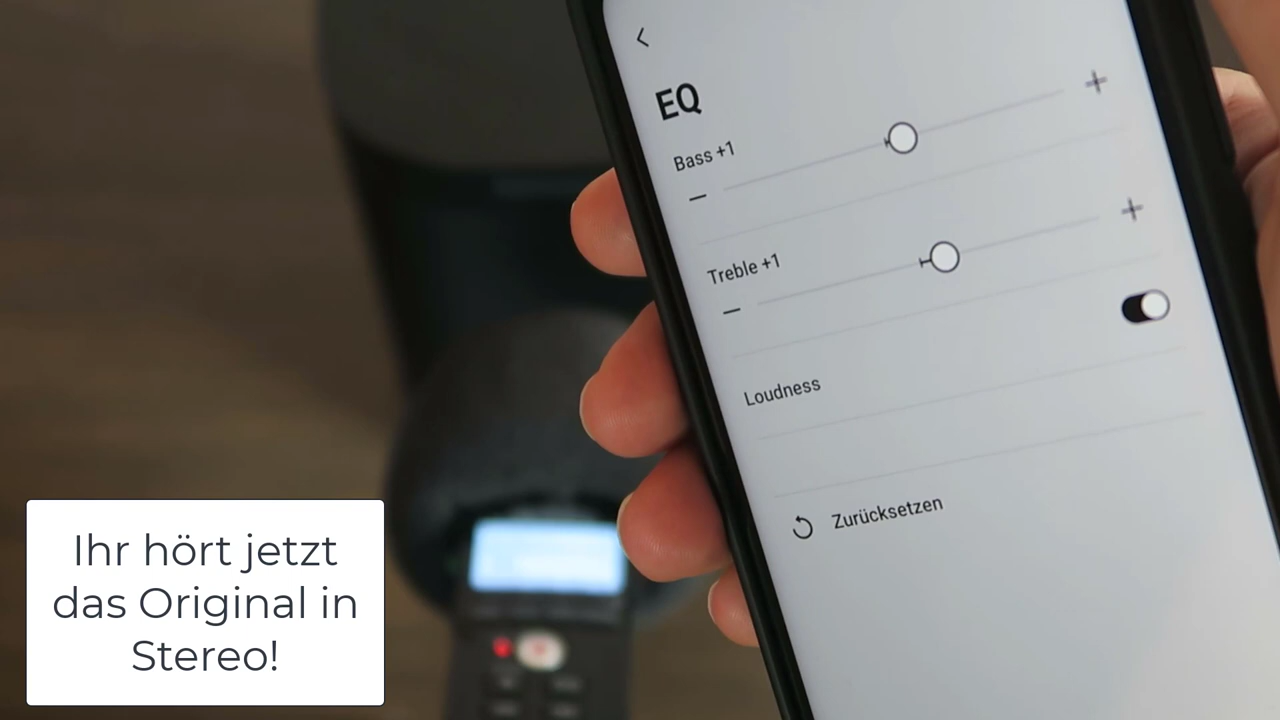 EQ
Bass +1
Treble +1
Loudness
Zurücksetzen
Ihr hört jetzt
das Original in
Stereo!